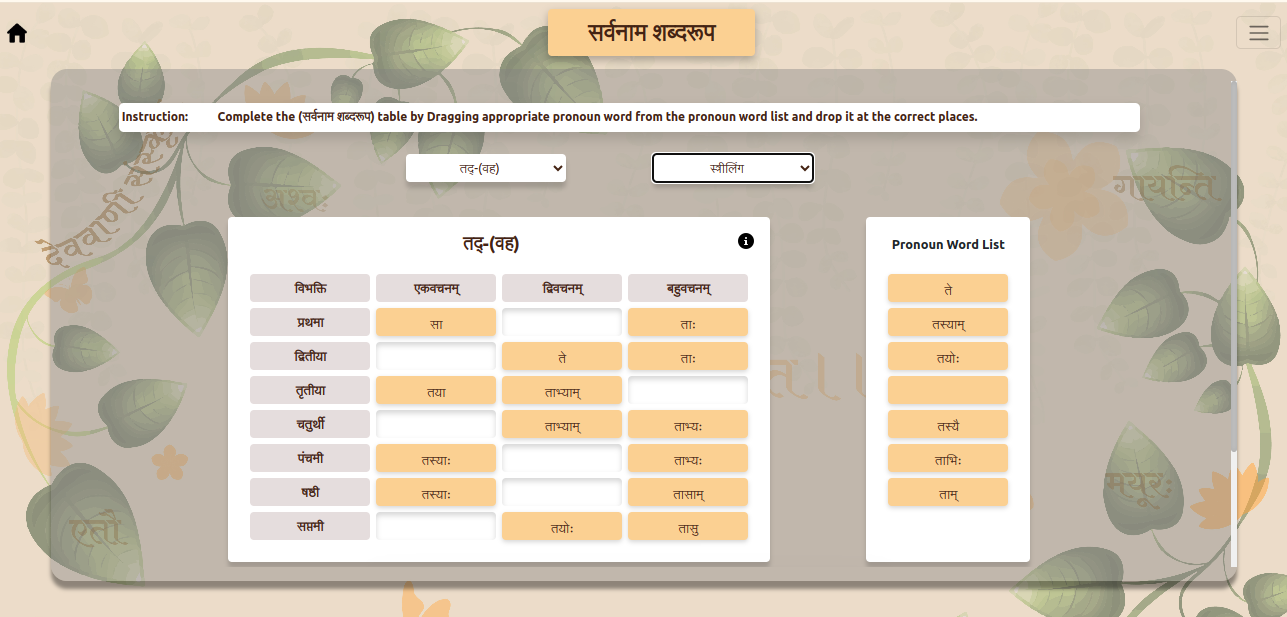 सर्वनाम शब्दरूप
Instruction: Complete the (सर्वनाम शब्दरूप) table by Dragging appropriate pronoun word from the pronoun word list and drop it at the correct places.
तद्-(वह) स्त्रीलिंग
तद्-(वह)
विभक्ति एकवचनम् द्विवचनम् बहुवचनम्
प्रथमा सा ताः
द्वितीया ते ताः
तृतीया तया ताभ्याम्
चतुर्थी ताभ्याम् ताभ्यः
पंचमी तस्याः ताभ्यः
षष्ठी तस्याः तासाम्
सप्तमी तयोः तासु
Pronoun Word List
ते
तस्याम्
तयोः
तस्यै
ताभिः
ताम्
अश्वः
गायन्ति
मयूरः
एतौ